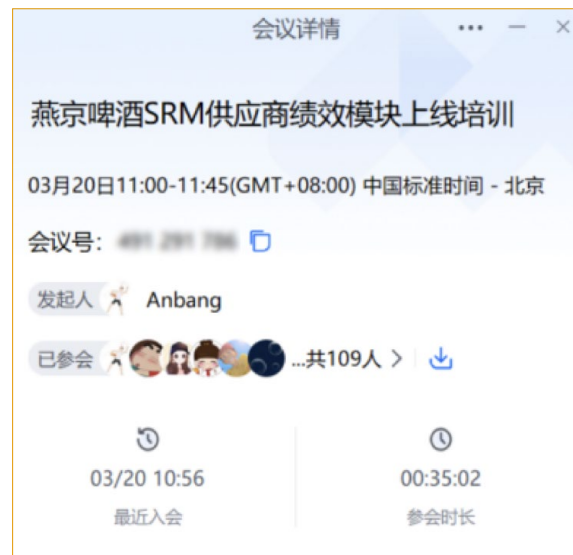 会议详情
燕京啤酒SRM供应商绩效模块上线培训
03月20日11:00-11:45(GMT+08:00) 中国标准时间 - 北京
会议号：
发起人 Anbang
已参会 ...共109人 >
03/20 10:56
00:35:02
最近入会
参会时长